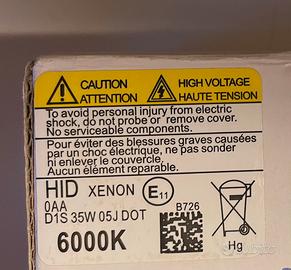 CAUTION
ATTENTION
HIGH VOLTAGE
HAUTE TENSION
To avoid personal injury from electric
shock, do not probe or remove cover.
No serviceable components.
Pour éviter des blessures graves causées
par un choc électrique, ne pas sonder
ni enlever le couvercle.
Aucun élément reparable.
HID XENON E11
0AA
D1S 35W 05J DOT
6000K
B726
Hg